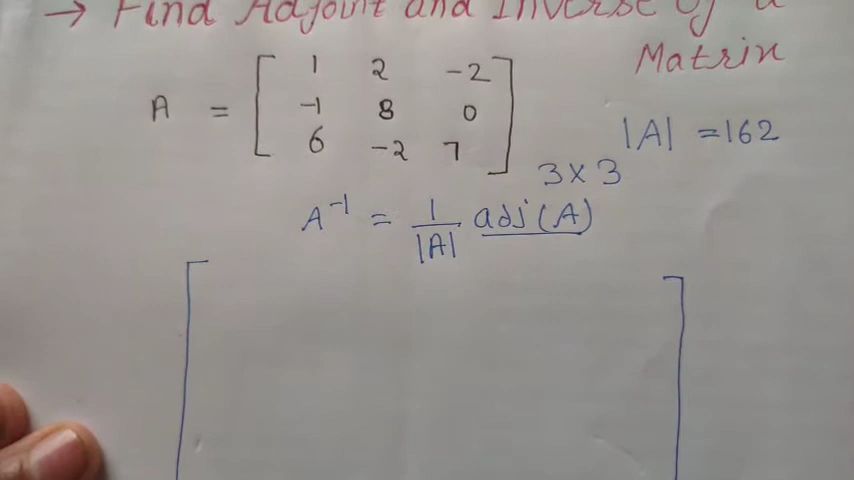 → Find Adjoint and Inverse of a
Matrix
A = [ 1 2 -2
-1 8 0
6 -2 7 ] 3 × 3
|A| = 162
A⁻¹ = 1/|A| adj(A)